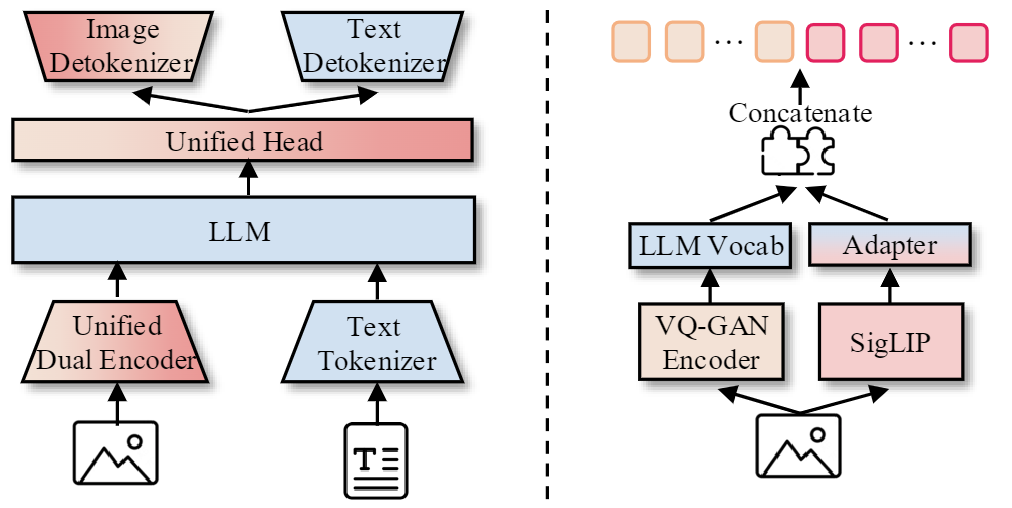 Image
Detokenizer
Text
Detokenizer
Unified Head
LLM
Unified
Dual Encoder
Text
Tokenizer
T
...
...
Concatenate
LLM Vocab
Adapter
VQ-GAN
Encoder
SigLIP